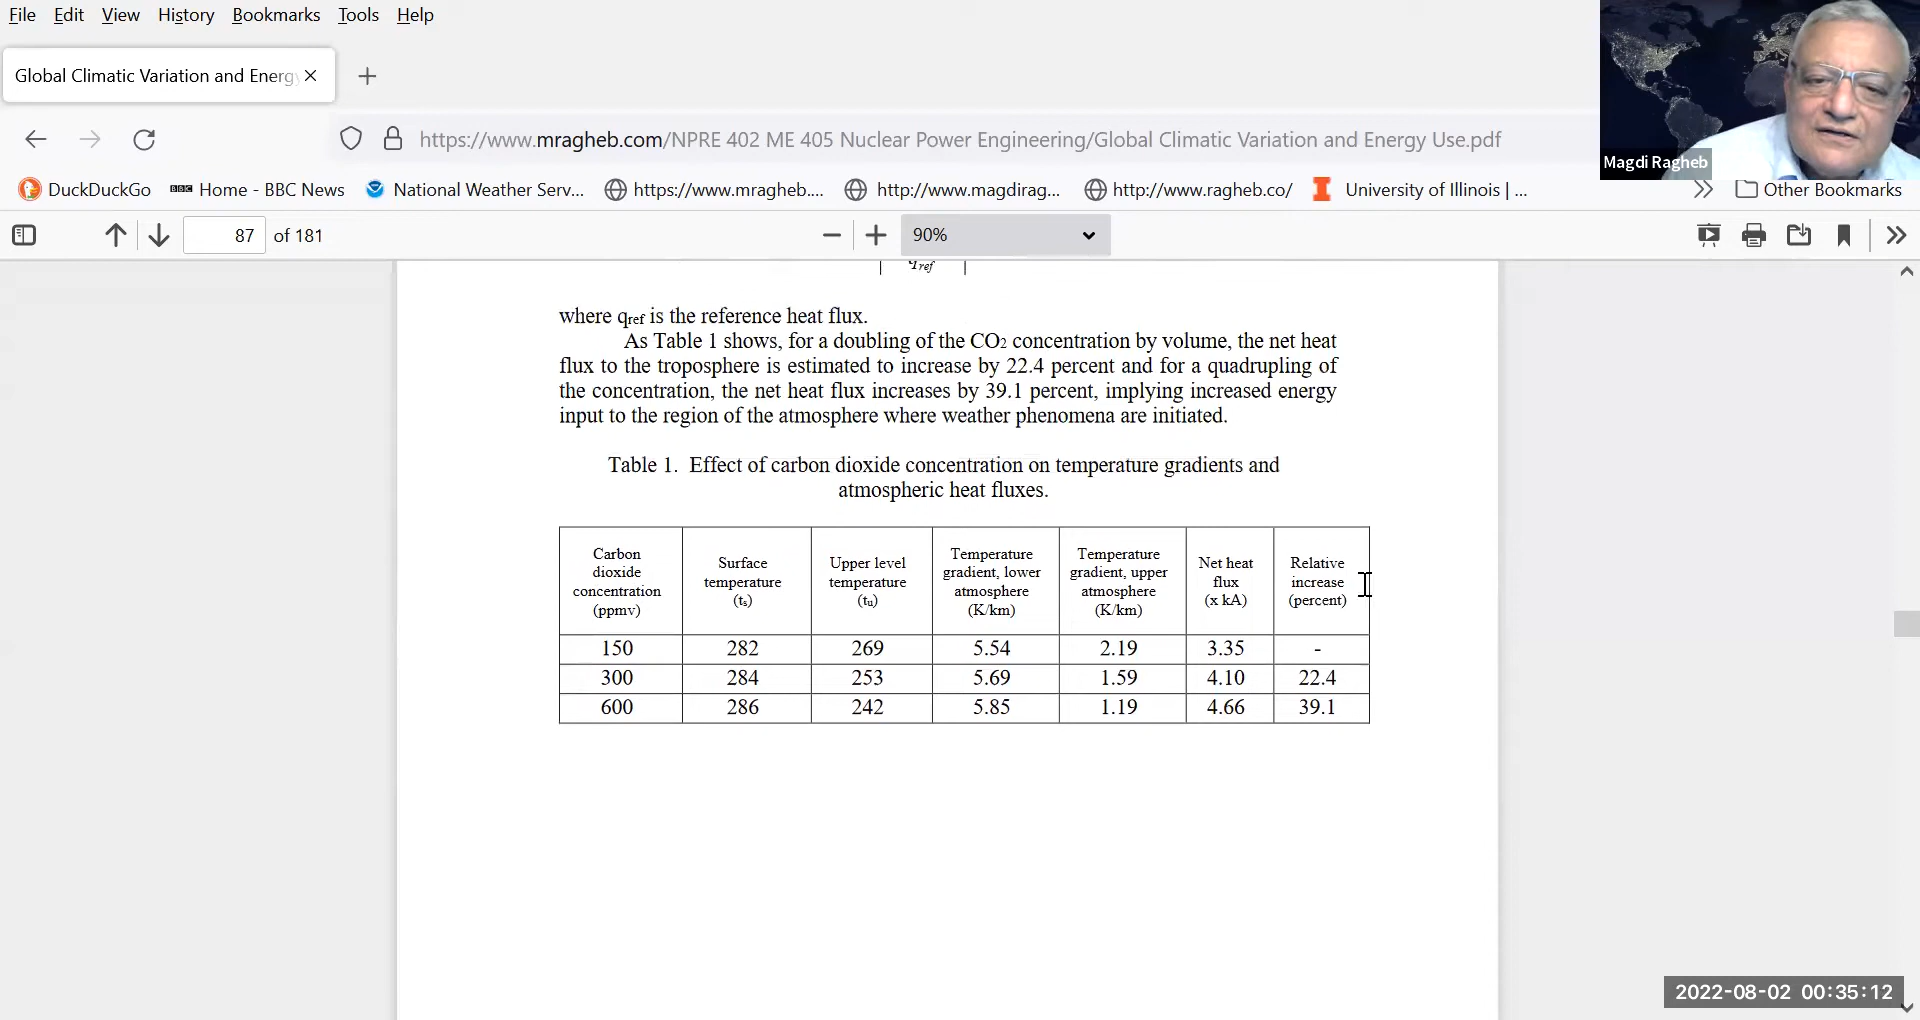 File Edit View History Bookmarks Tools Help
Global Climatic Variation and Energ
https://www.mragheb.com/NPRE 402 ME 405 Nuclear Power Engineering/Global Climatic Variation and Energy Use.pdf
Magdi Ragheb
DuckDuckGo BBC Home - BBC News National Weather Serv... https://www.mragheb.... http://www.magdirag... http://www.ragheb.co/ University of Illinois | ... Other Bookmarks
87 of 181 90%
where qref is the reference heat flux.
As Table 1 shows, for a doubling of the CO2 concentration by volume, the net heat
flux to the troposphere is estimated to increase by 22.4 percent and for a quadrupling of
the concentration, the net heat flux increases by 39.1 percent, implying increased energy
input to the region of the atmosphere where weather phenomena are initiated.
Table 1. Effect of carbon dioxide concentration on temperature gradients and
atmospheric heat fluxes.
Carbon
dioxide
concentration
(ppmv)
Surface
temperature
(ts)
Upper level
temperature
(tu)
Temperature
gradient, lower
atmosphere
(K/km)
Temperature
gradient, upper
atmosphere
(K/km)
Net heat
flux
(x kA)
Relative
increase
(percent)
150 282 269 5.54 2.19 3.35 -
300 284 253 5.69 1.59 4.10 22.4
600 286 242 5.85 1.19 4.66 39.1
2022-08-02 00:35:12